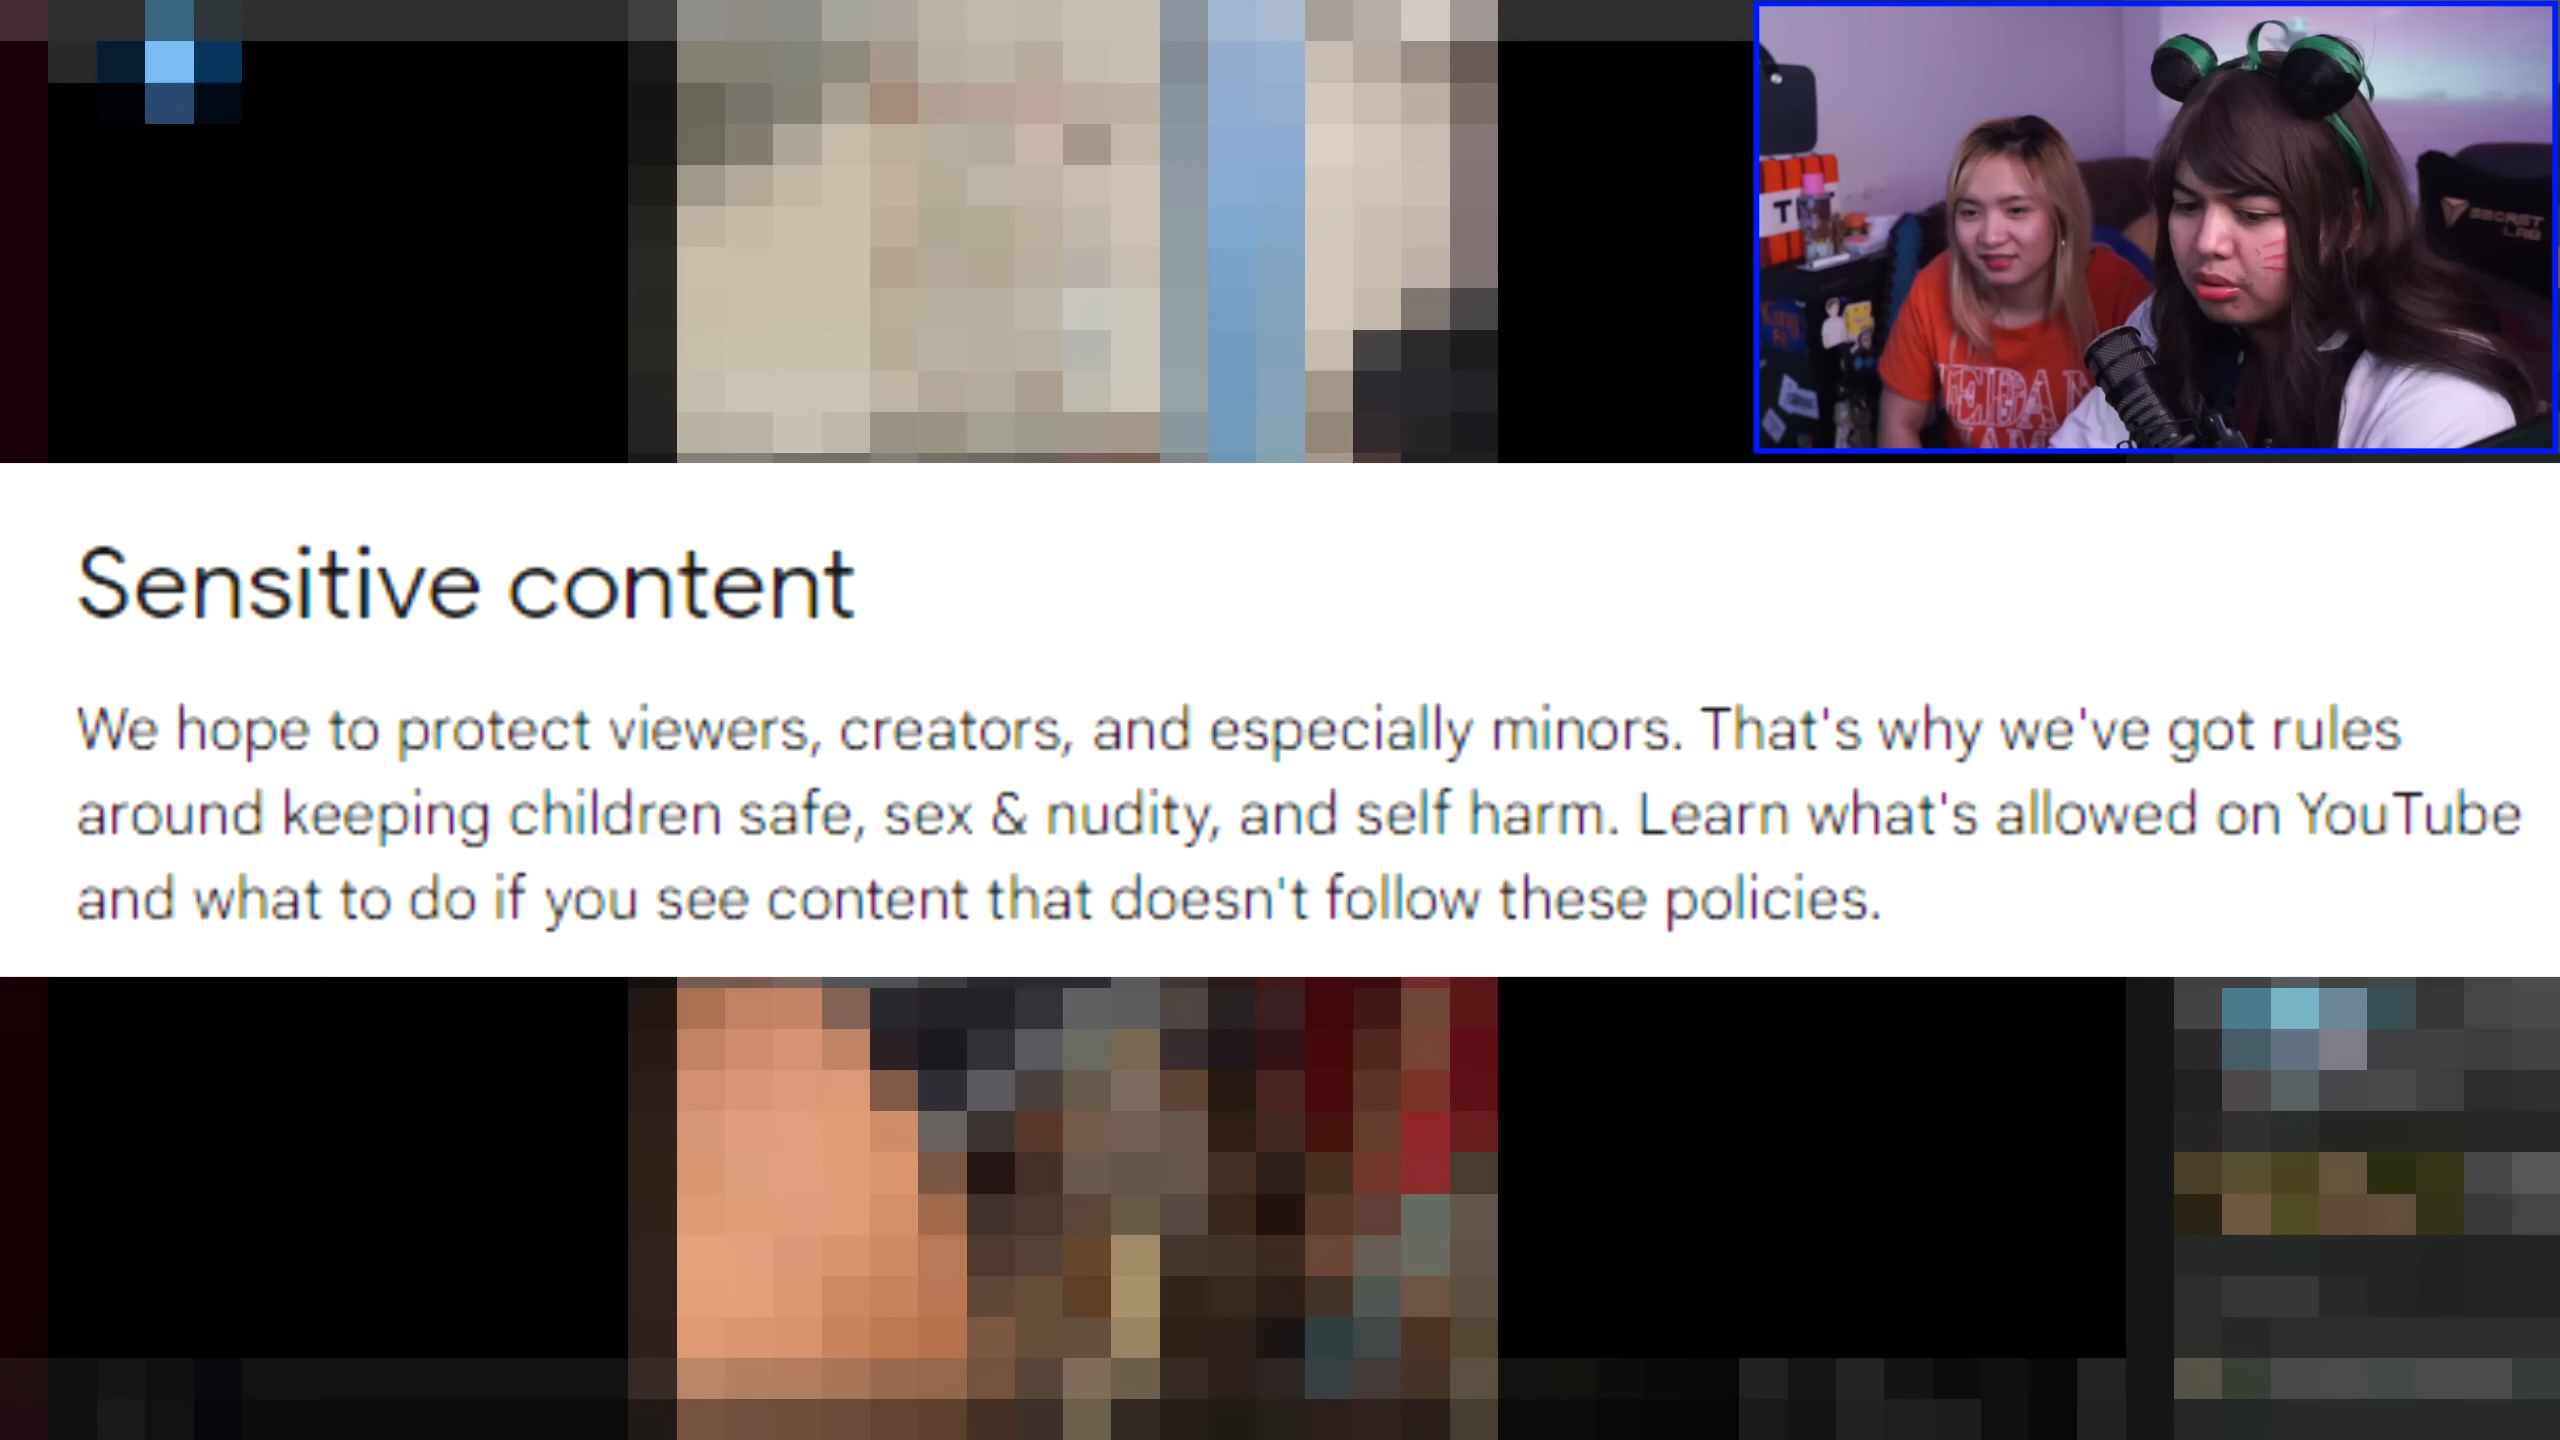 SECRET
LAB
Sensitive content
We hope to protect viewers, creators, and especially minors. That's why we've got rules
around keeping children safe, sex & nudity, and self harm. Learn what's allowed on YouTube
and what to do if you see content that doesn't follow these policies.